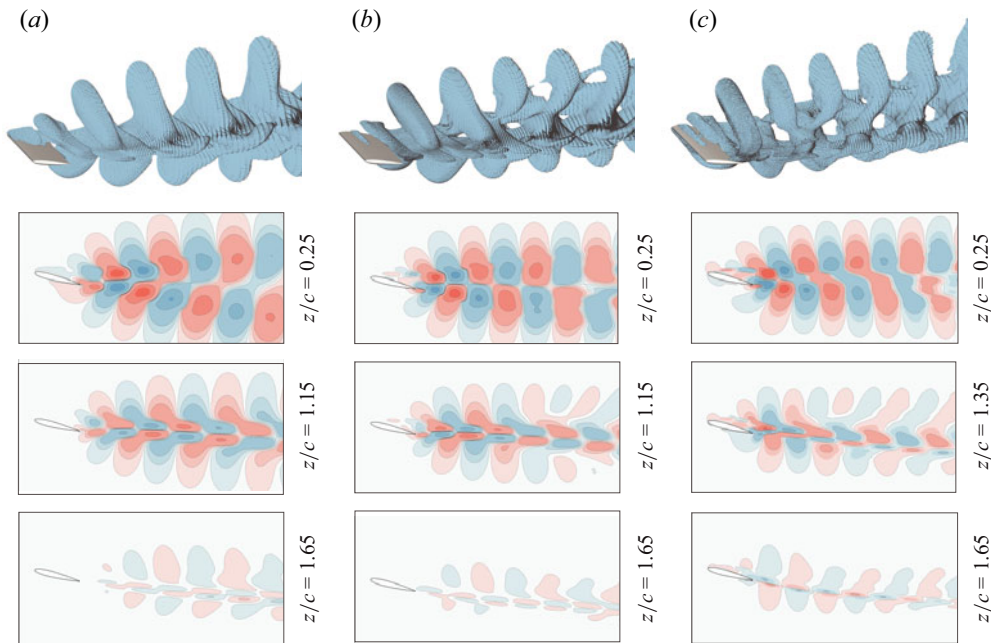 (a)
(b)
(c)
z/c = 0.25
z/c = 0.25
z/c = 0.25
z/c = 1.15
z/c = 1.15
z/c = 1.35
z/c = 1.65
z/c = 1.65
z/c = 1.65